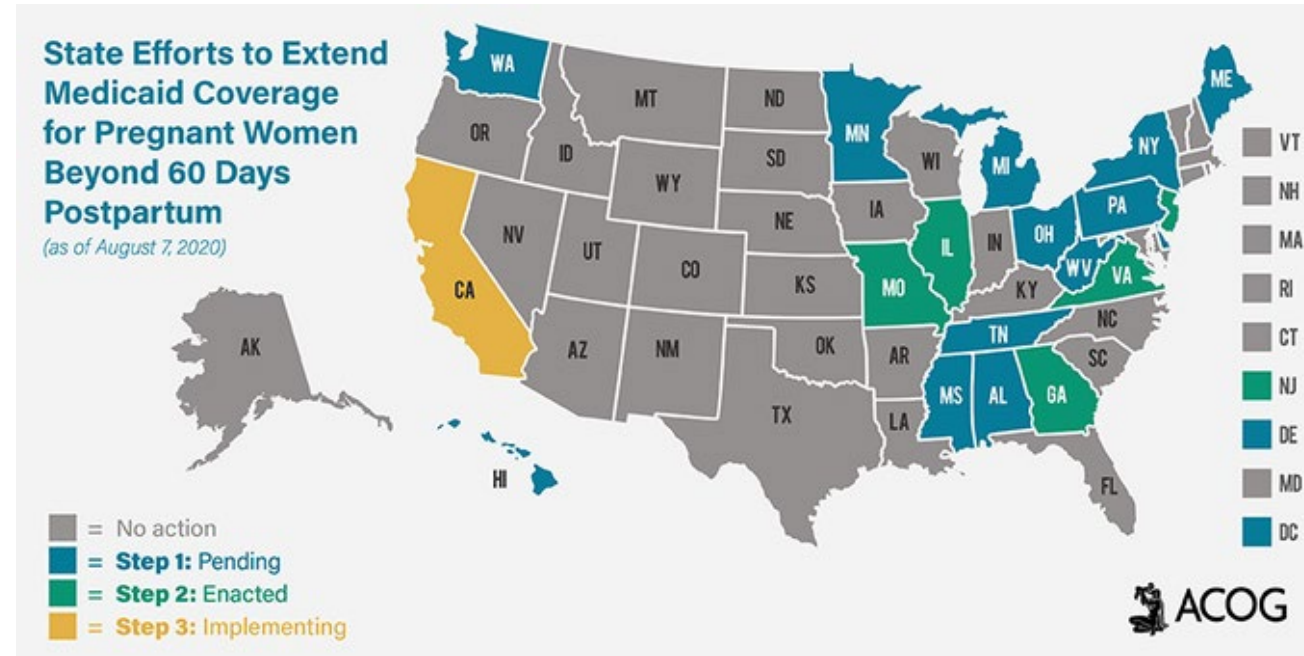 State Efforts to Extend
Medicaid Coverage
for Pregnant Women
Beyond 60 Days
Postpartum
(as of August 7, 2020)
WA
OR
ID
MT
WY
ND
SD
NE
MN
WI
IA
MI
NY
ME
PA
OH
IN
IL
WV
VA
KY
CA
NV
UT
CO
KS
MO
AZ
NM
OK
AR
TN
NC
SC
MS
AL
GA
TX
LA
FL
AK
HI
VT
NH
MA
RI
CT
NJ
DE
MD
DC
= No action
= Step 1: Pending
= Step 2: Enacted
= Step 3: Implementing
ACOG